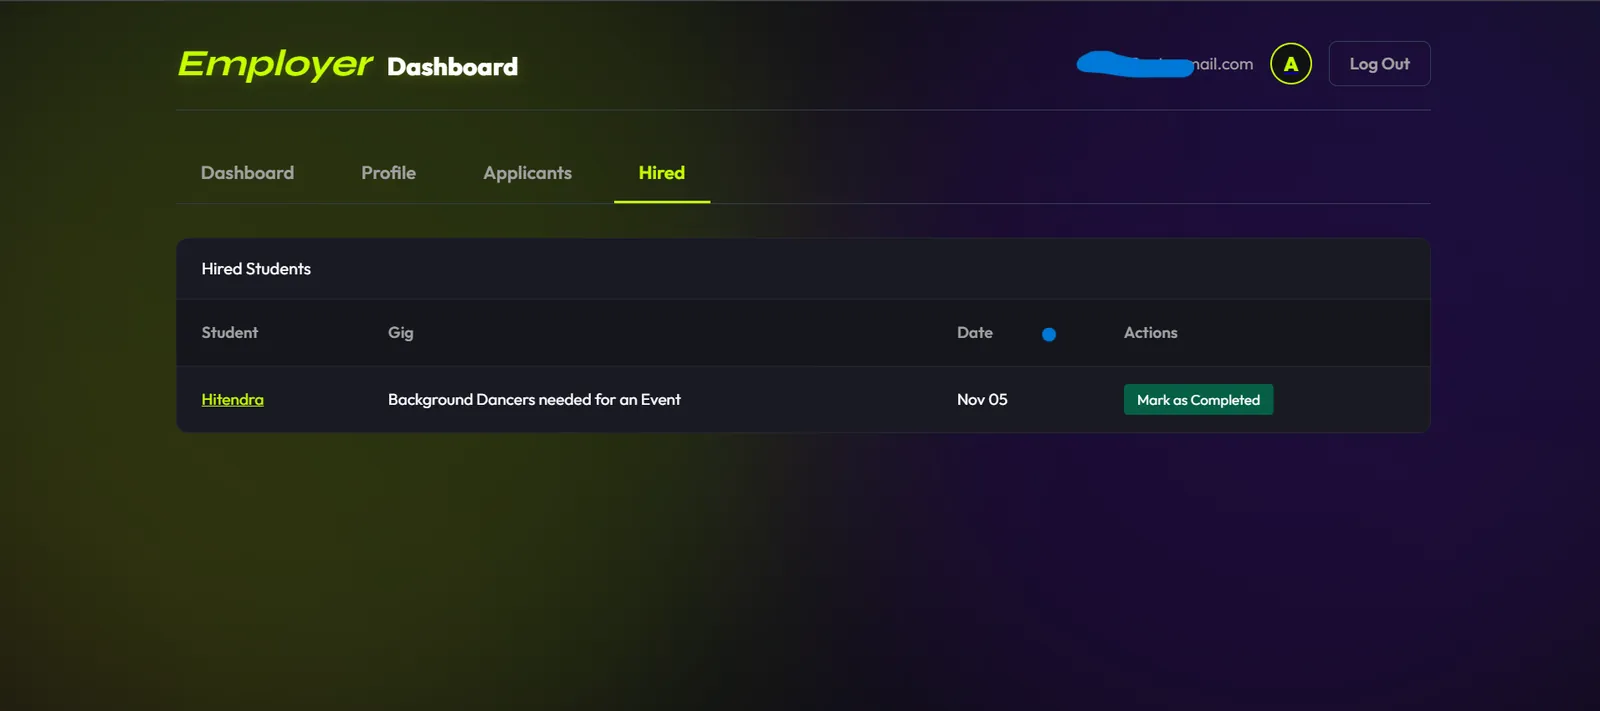 Employer Dashboard
mail.com
A
Log Out
Dashboard Profile Applicants Hired
Hired Students
Student Gig Date Actions
Hitendra Background Dancers needed for an Event Nov 05 Mark as Completed